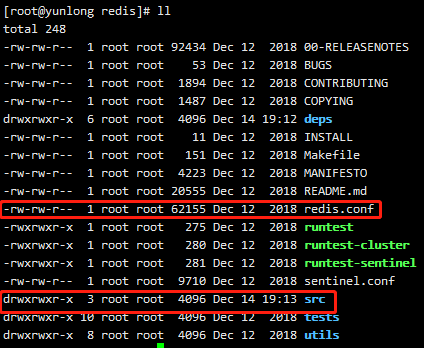 [root@yunlong redis]# ll
total 248
-rw-rw-r-- 1 root root 92434 Dec 12 2018 00-RELEASENOTES
-rw-rw-r-- 1 root root 53 Dec 12 2018 BUGS
-rw-rw-r-- 1 root root 1894 Dec 12 2018 CONTRIBUTING
-rw-rw-r-- 1 root root 1487 Dec 12 2018 COPYING
drwxrwxr-x 6 root root 4096 Dec 14 19:12 deps
-rw-rw-r-- 1 root root 11 Dec 12 2018 INSTALL
-rw-rw-r-- 1 root root 151 Dec 12 2018 Makefile
-rw-rw-r-- 1 root root 4223 Dec 12 2018 MANIFESTO
-rw-rw-r-- 1 root root 20555 Dec 12 2018 README.md
-rw-rw-r-- 1 root root 62155 Dec 12 2018 redis.conf
-rwxrwxr-x 1 root root 275 Dec 12 2018 runtest
-rwxrwxr-x 1 root root 280 Dec 12 2018 runtest-cluster
-rwxrwxr-x 1 root root 281 Dec 12 2018 runtest-sentinel
-rw-rw-r-- 1 root root 9710 Dec 12 2018 sentinel.conf
drwxrwxr-x 3 root root 4096 Dec 14 19:13 src
drwxrwxr-x 10 root root 4096 Dec 12 2018 tests
drwxrwxr-x 8 root root 4096 Dec 12 2018 utils